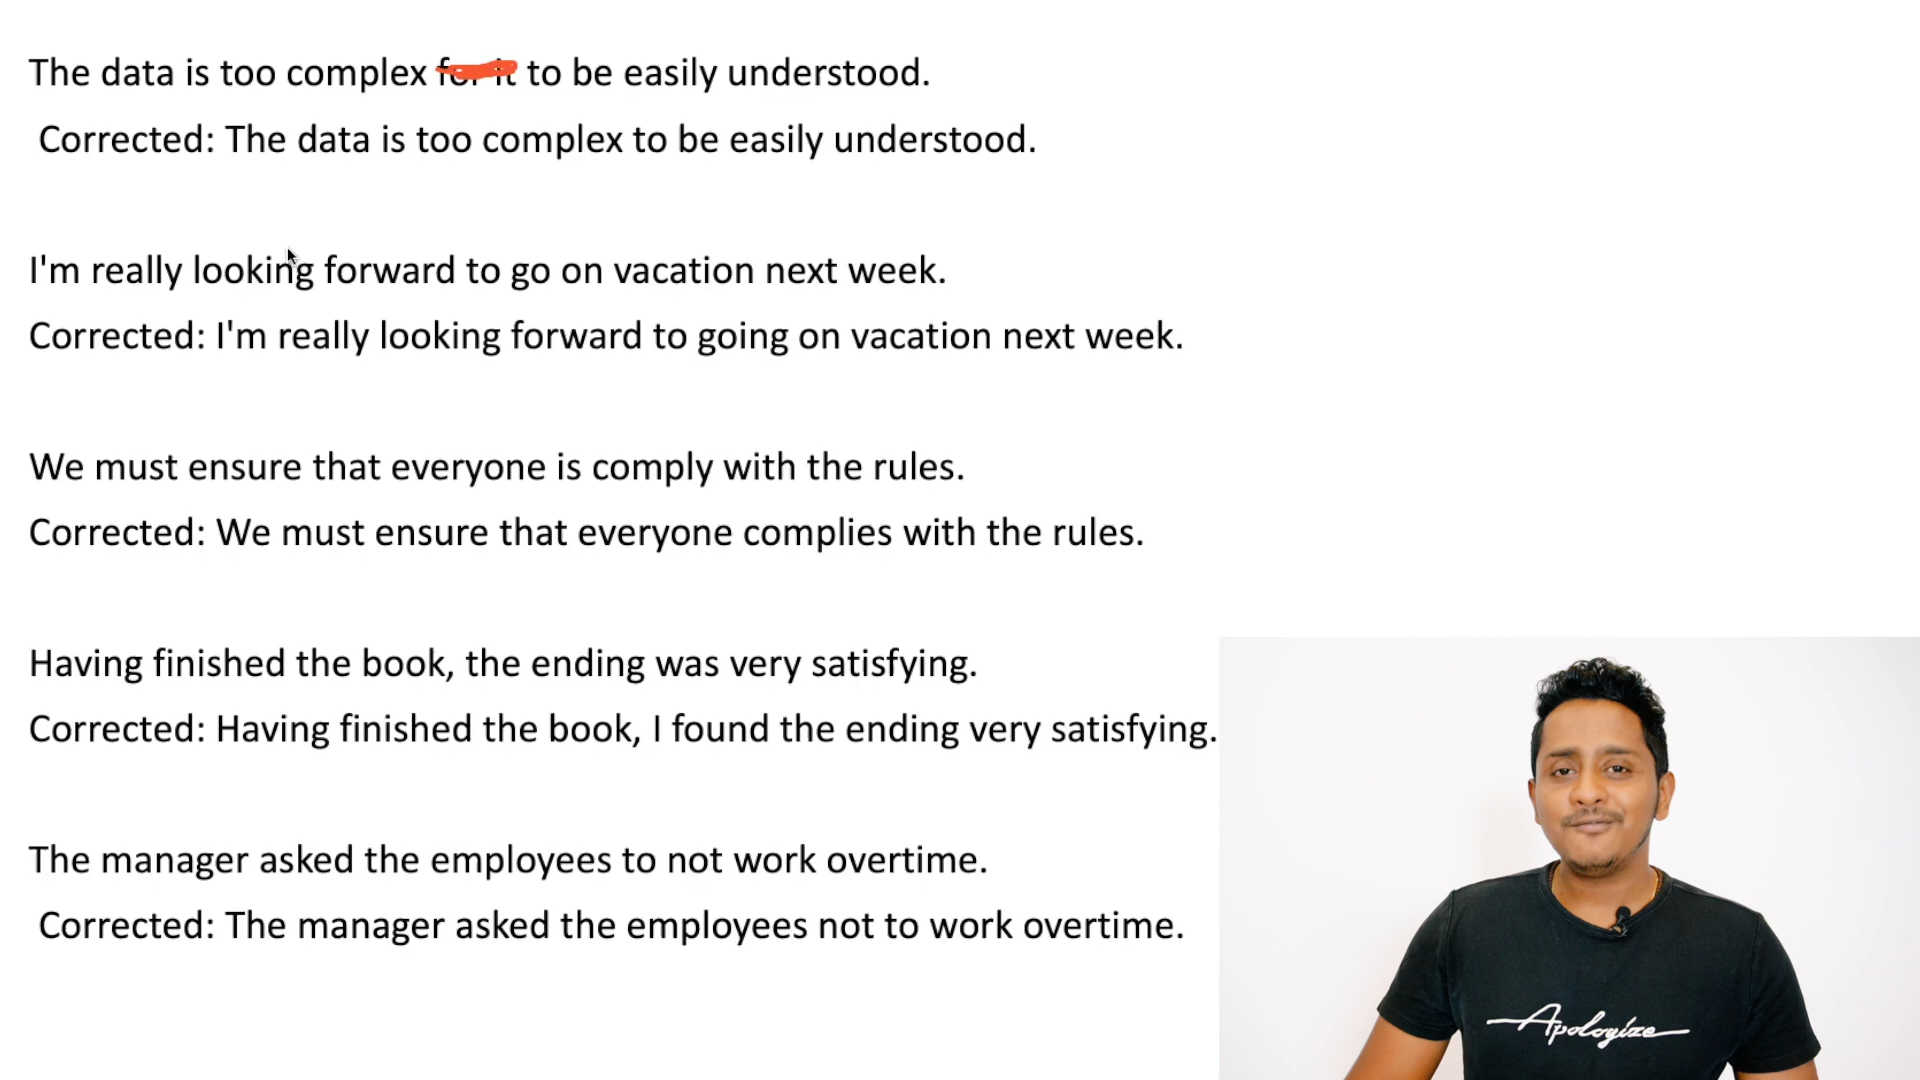 The data is too complex for it to be easily understood.
Corrected: The data is too complex to be easily understood.
I'm really looking forward to go on vacation next week.
Corrected: I'm really looking forward to going on vacation next week.
We must ensure that everyone is comply with the rules.
Corrected: We must ensure that everyone complies with the rules.
Having finished the book, the ending was very satisfying.
Corrected: Having finished the book, I found the ending very satisfying.
The manager asked the employees to not work overtime.
Corrected: The manager asked the employees not to work overtime.
Apologize